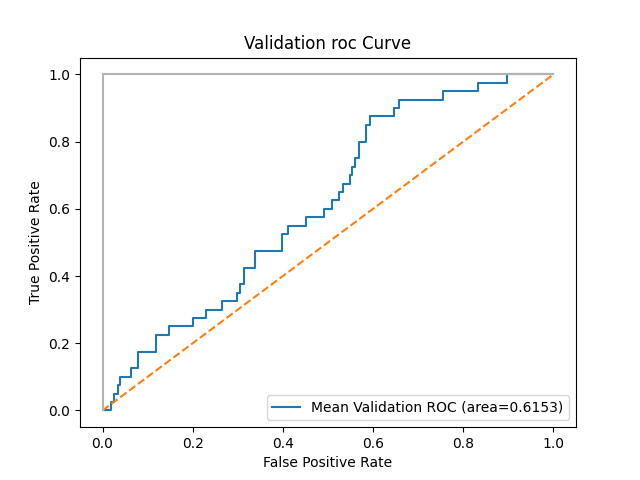 Validation roc Curve
1.0
0.8
0.6
0.4
0.2
0.0
True Positive Rate
Mean Validation ROC (area=0.6153)
0.0 0.2 0.4 0.6 0.8 1.0
False Positive Rate